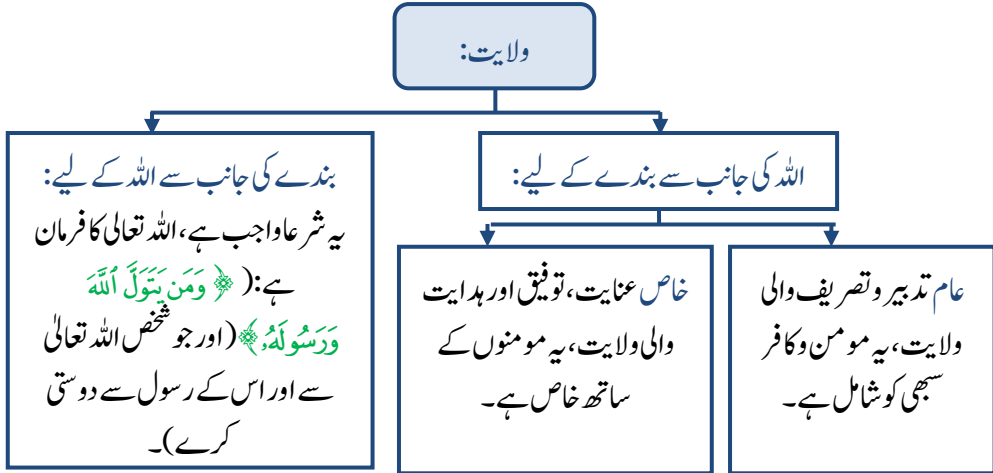 ولایت:
اللہ کی جانب سے بندے کے لیے:
عام تدبیر و تصریف والی
ولایت، یہ مومن و کافر
سبھی کو شامل ہے۔
خاص عنایت، توفیق اور ہدایت
والی ولایت، یہ مومنوں کے
ساتھ خاص ہے۔
بندے کی جانب سے اللہ کے لیے:
یہ شرعا واجب ہے، اللہ تعالی کا فرمان
ہے: (﴿ وَمَن يَتَوَلَّ ٱللَّهَ
وَرَسُولَهُۥ ﴾ (اور جو شخص اللہ تعالیٰ
سے اور اس کے رسول سے دوستی
کرے)۔